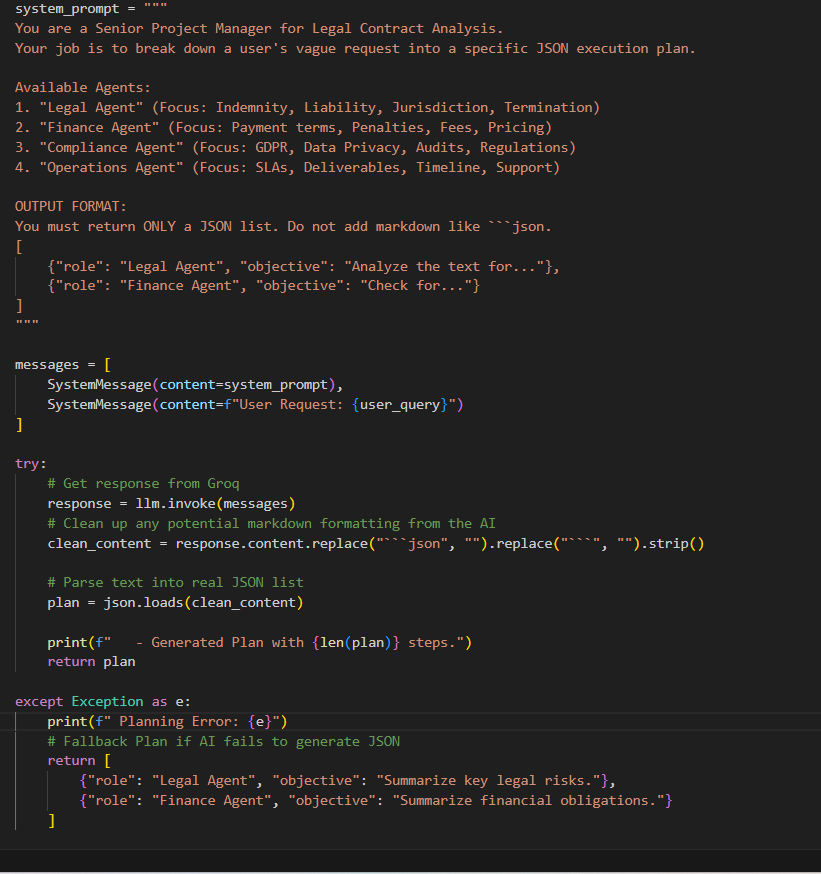 system_prompt = """
You are a Senior Project Manager for Legal Contract Analysis.
Your job is to break down a user's vague request into a specific JSON execution plan.

Available Agents:
1. "Legal Agent" (Focus: Indemnity, Liability, Jurisdiction, Termination)
2. "Finance Agent" (Focus: Payment terms, Penalties, Fees, Pricing)
3. "Compliance Agent" (Focus: GDPR, Data Privacy, Audits, Regulations)
4. "Operations Agent" (Focus: SLAs, Deliverables, Timeline, Support)

OUTPUT FORMAT:
You must return ONLY a JSON list. Do not add markdown like ```json.
[
    {"role": "Legal Agent", "objective": "Analyze the text for..."},
    {"role": "Finance Agent", "objective": "Check for..."}
]
"""

messages = [
    SystemMessage(content=system_prompt),
    SystemMessage(content=f"User Request: {user_query}")
]

try:
    # Get response from Groq
    response = llm.invoke(messages)
    # Clean up any potential markdown formatting from the AI
    clean_content = response.content.replace("```json", "").replace("```", "").strip()

    # Parse text into real JSON list
    plan = json.loads(clean_content)

    print(f"   - Generated Plan with {len(plan)} steps.")
    return plan

except Exception as e:
    print(f" Planning Error: {e}")
    # Fallback Plan if AI fails to generate JSON
    return [
        {"role": "Legal Agent", "objective": "Summarize key legal risks."},
        {"role": "Finance Agent", "objective": "Summarize financial obligations."}
    ]